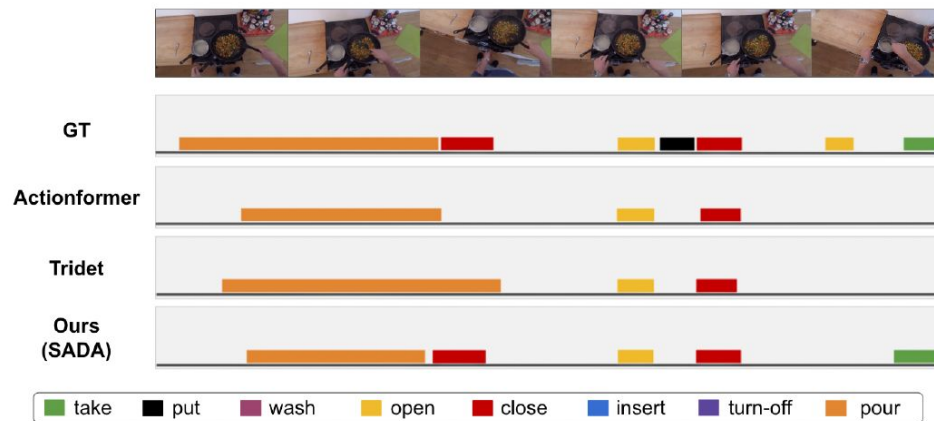 GT
Actionformer
Tridet
Ours
(SADA)
take put wash open close insert turn-off pour